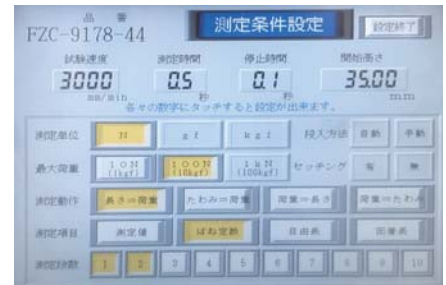 品番
FZC-9178-44
測定条件設定
設定終了
試験速度 測定時間 停止時間 開始高さ
3000 0.5 0.1 35.00
mm/min 秒 秒 mm
各々の数字にタッチすると設定が出来ます。
測定単位 N gf kgf 投入方法 自動 手動
最大荷重 10N (1kgf) 100N (10kgf) 1kN (100kgf) セッチング 有 無
測定動作 長さ=荷重 たわみ=荷重 荷重=長さ 荷重=たわみ
測定項目 測定値 ばね定数 自由長 密着長
測定段数 1 2 3 4 5 6 7 8 9 10